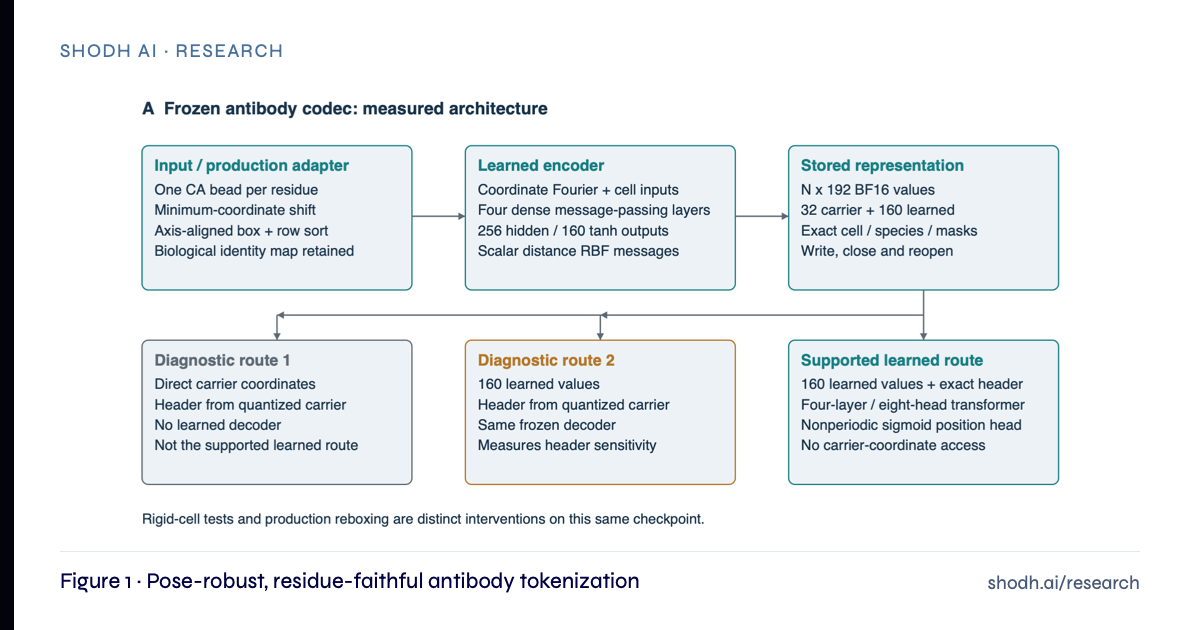 SHODH AI · RESEARCH
A Frozen antibody codec: measured architecture
Input / production adapter
One CA bead per residue
Minimum-coordinate shift
Axis-aligned box + row sort
Biological identity map retained
Learned encoder
Coordinate Fourier + cell inputs
Four dense message-passing layers
256 hidden / 160 tanh outputs
Scalar distance RBF messages
Stored representation
N x 192 BF16 values
32 carrier + 160 learned
Exact cell / species / masks
Write, close and reopen
Diagnostic route 1
Direct carrier coordinates
Header from quantized carrier
No learned decoder
Not the supported learned route
Diagnostic route 2
160 learned values
Header from quantized carrier
Same frozen decoder
Measures header sensitivity
Supported learned route
160 learned values + exact header
Four-layer / eight-head transformer
Nonperiodic sigmoid position head
No carrier-coordinate access
Rigid-cell tests and production reboxing are distinct interventions on this same checkpoint.
Figure 1 · Pose-robust, residue-faithful antibody tokenization
shodh.ai/research